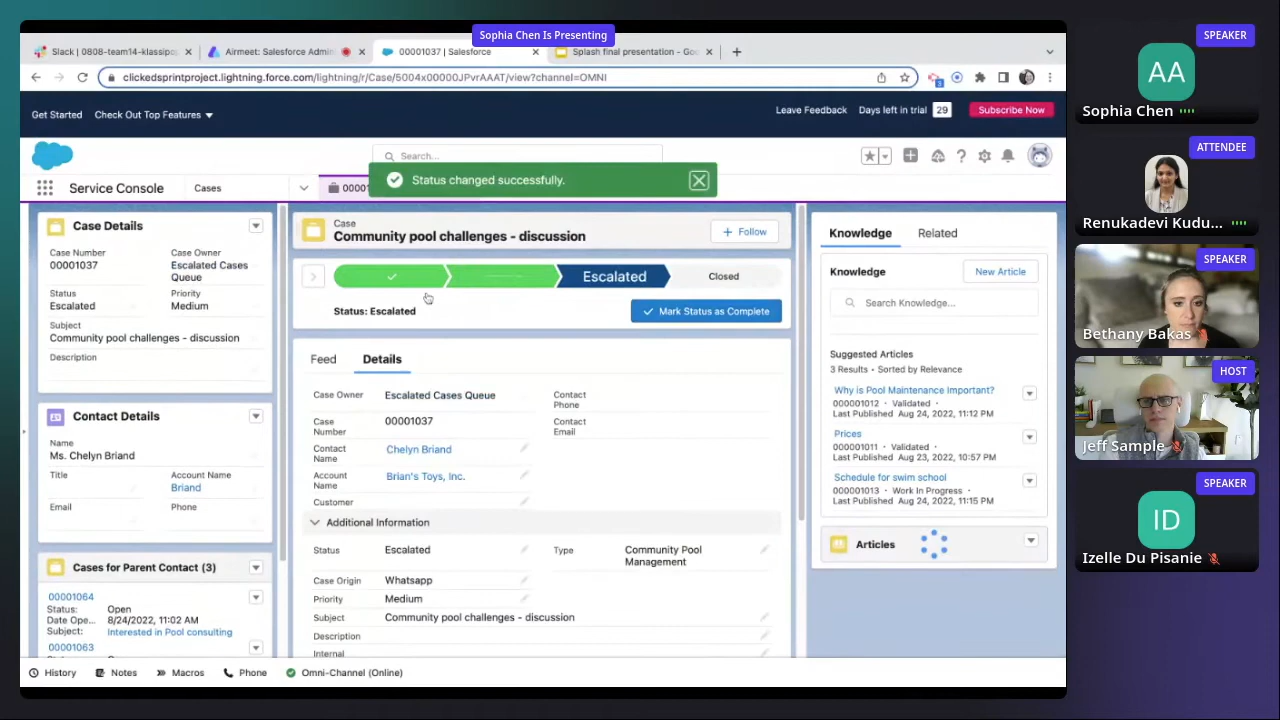 Sophia Chen Is Presenting
Slack | 0808-team14-klassipos
Airmeet: Salesforce Admin
00001037 | Salesforce
Splash final presentation - Goo
clickedsprintproject.lightning.force.com/lightning/r/Case/5004x00000JPvrAAAT/view?channel=OMNI
Get Started
Check Out Top Features
Leave Feedback
Days left in trial
29
Subscribe Now
Search...
Service Console
Cases
Status changed successfully.
Case Details
Case Number
00001037
Case Owner
Escalated Cases
Queue
Status
Escalated
Priority
Medium
Subject
Community pool challenges - discussion
Description
Contact Details
Name
Ms. Chelyn Briand
Title
Account Name
Briand
Email
Phone
Cases for Parent Contact (3)
00001064
Status:
Open
Date Ope...
8/24/2022, 11:02 AM
Subject:
Interested in Pool consulting
00001063
Case
Community pool challenges - discussion
Follow
Escalated
Closed
Status: Escalated
Mark Status as Complete
Feed
Details
Case Owner
Escalated Cases Queue
Contact
Phone
Case
Number
00001037
Contact
Email
Contact
Name
Chelyn Briand
Account
Name
Brian's Toys, Inc.
Customer
Additional Information
Status
Escalated
Type
Community Pool
Management
Case Origin
Whatsapp
Priority
Medium
Subject
Community pool challenges - discussion
Description
Internal
Knowledge
Related
Knowledge
New Article
Search Knowledge...
Suggested Articles
3 Results • Sorted by Relevance
Why is Pool Maintenance Important?
000001012 • Validated •
Last Published Aug 24, 2022, 11:12 PM
Prices
000001011 • Validated •
Last Published Aug 23, 2022, 10:57 PM
Schedule for swim school
000001013 • Work In Progress •
Last Published Aug 24, 2022, 11:15 PM
Articles
History
Notes
Macros
Phone
Omni-Channel (Online)
SPEAKER
AA
Sophia Chen
ATTENDEE
Renukadevi Kudu...
SPEAKER
Bethany Bakas
HOST
Jeff Sample
SPEAKER
ID
Izelle Du Pisanie